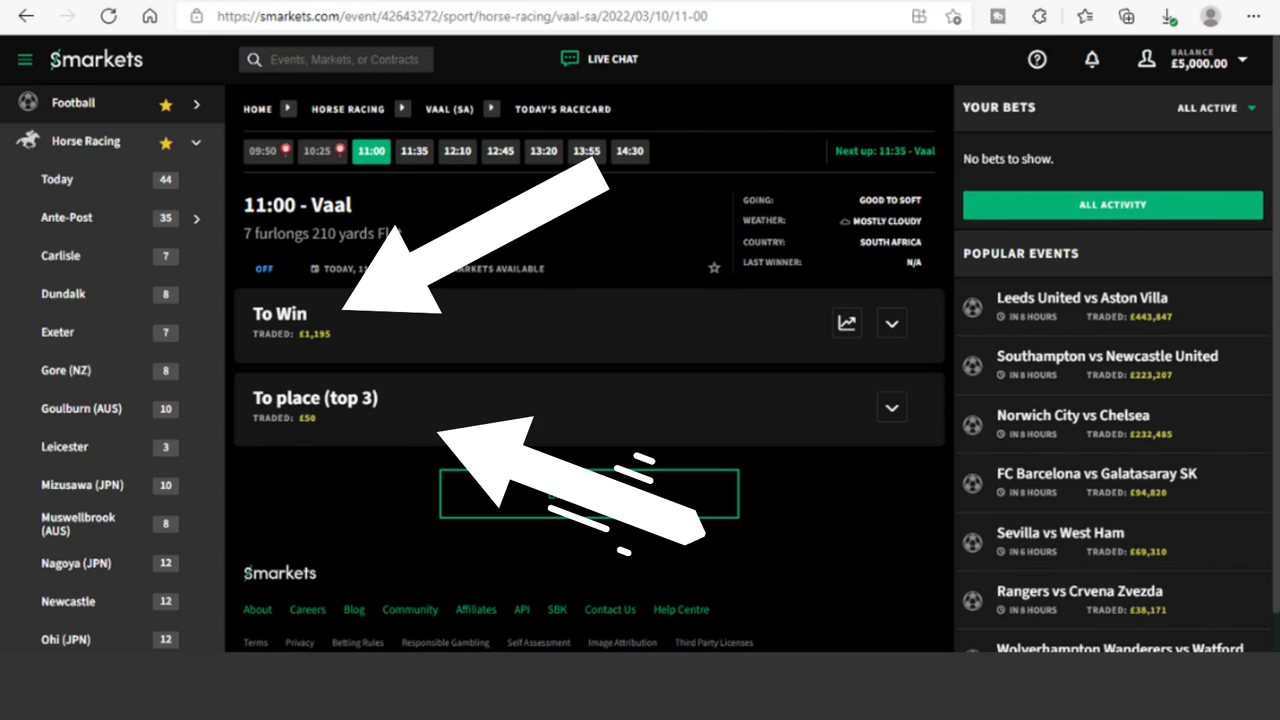 https://smarkets.com/event/42643272/sport/horse-racing/vaal-sa/2022/03/10/11-00
smarkets
Events, Markets, or Contracts
LIVE CHAT
BALANCE
£5,000.00
Football
Horse Racing
Today 44
Ante-Post 35
Carlisle 7
Dundalk 8
Exeter 7
Gore (NZ) 8
Goulburn (AUS) 10
Leicester 3
Mizusawa (JPN) 10
Muswellbrook
(AUS) 8
Nagoya (JPN) 12
Newcastle 12
Ohi (JPN) 12
HOME HORSE RACING VAAL (SA) TODAY'S RACECARD
09:50 10:25 11:00 11:35 12:10 12:45 13:20 13:55 14:30 Next up: 11:35 - Vaal
11:00 - Vaal
7 furlongs 210 yards
OFF TODAY, AVAILABLE
GOING: GOOD TO SOFT
WEATHER: MOSTLY CLOUDY
COUNTRY: SOUTH AFRICA
LAST WINNER: N/A
To Win
TRADED: £1,195
To place (top 3)
TRADED: £50
smarkets
About Careers Blog Community Affiliates API SBK Contact Us Help Centre
Terms Privacy Betting Rules Responsible Gambling Self Assessment Image Attribution Third Party Licenses
YOUR BETS ALL ACTIVE
No bets to show.
ALL ACTIVITY
POPULAR EVENTS
Leeds United vs Aston Villa
IN 8 HOURS TRADED: £443,847
Southampton vs Newcastle United
IN 8 HOURS TRADED: £223,207
Norwich City vs Chelsea
IN 8 HOURS TRADED: £232,485
FC Barcelona vs Galatasaray SK
IN 8 HOURS TRADED: £94,820
Sevilla vs West Ham
IN 6 HOURS TRADED: £69,310
Rangers vs Crvena Zvezda
IN 8 HOURS TRADED: £38,171
Wolverhampton Wanderers vs Watford